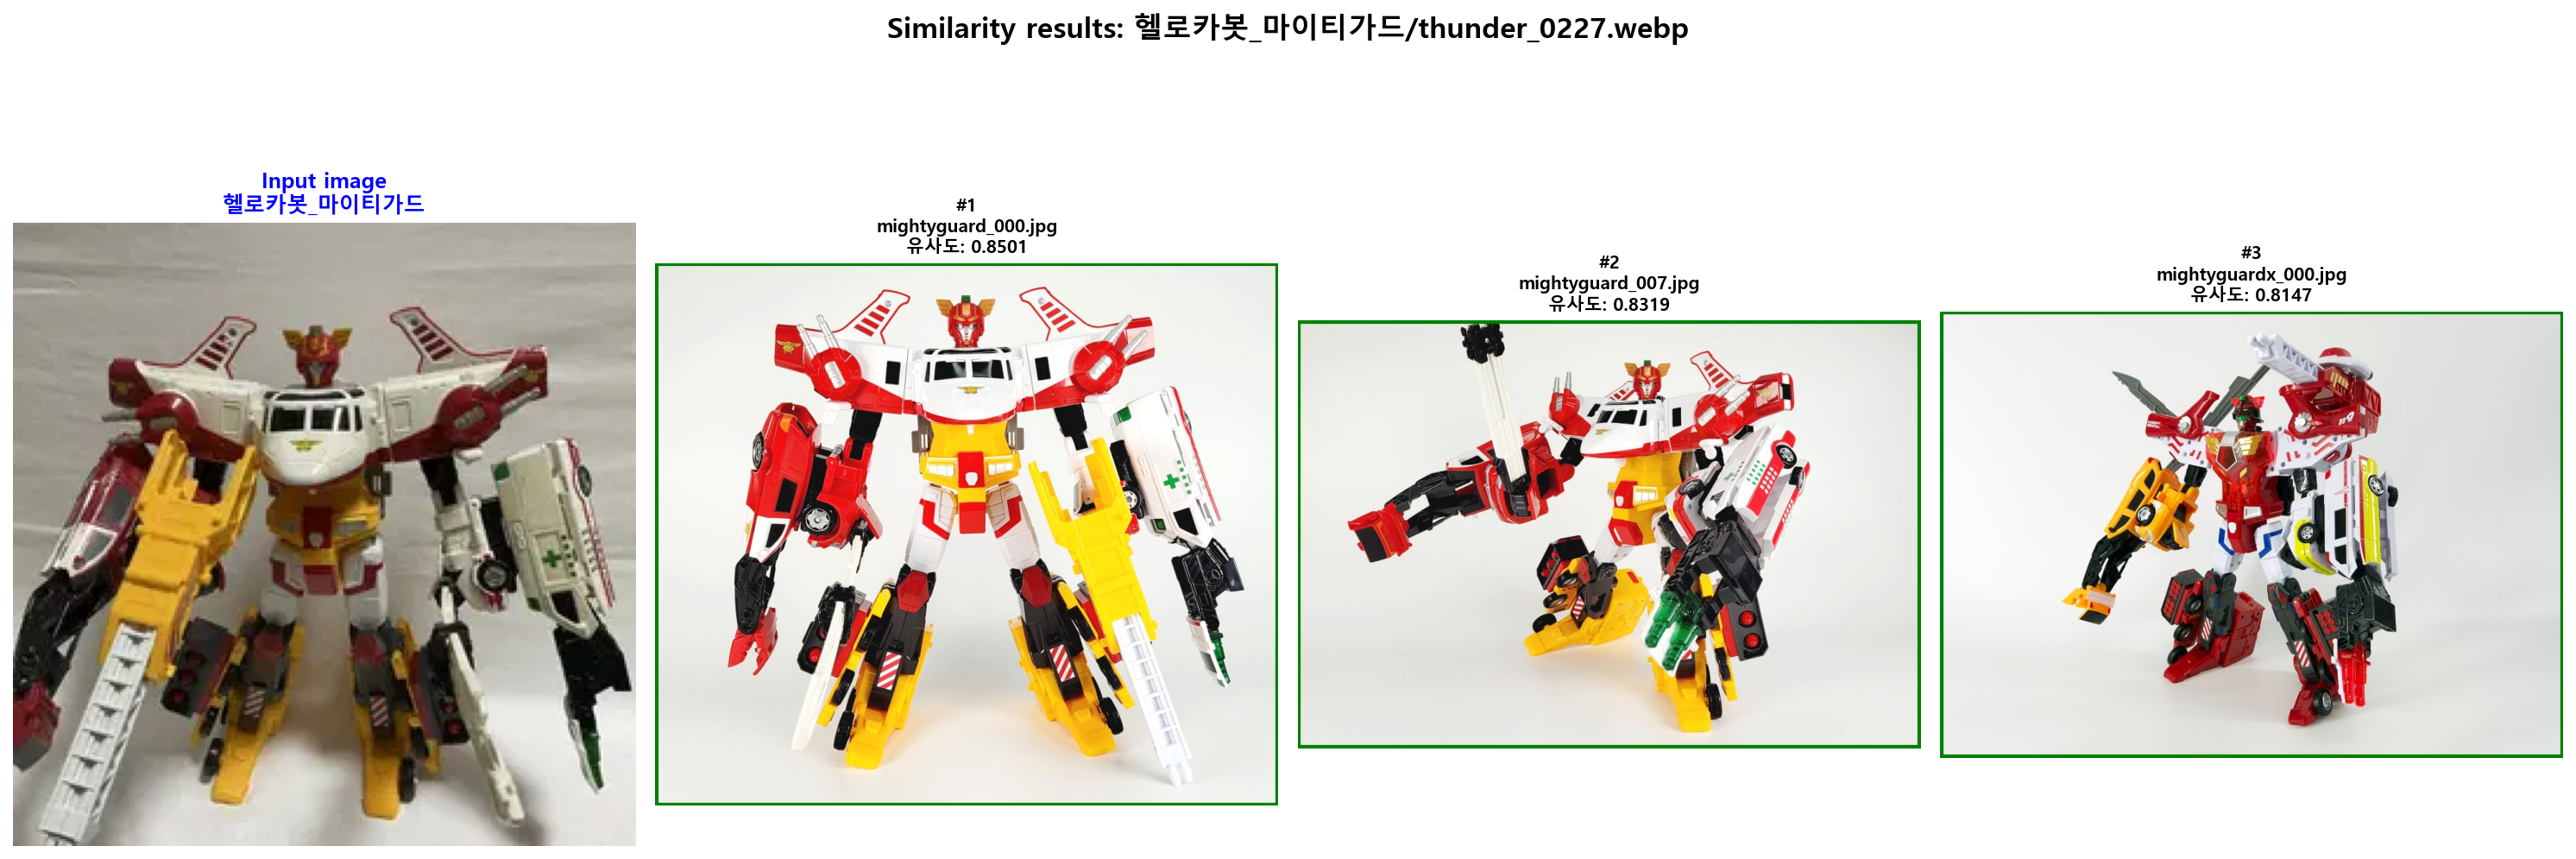 Similarity results: 헬로카봇_마이티가드/thunder_0227.webp
Input image
헬로카봇_마이티가드
#1
mightyguard_000.jpg
유사도: 0.8501
#2
mightyguard_007.jpg
유사도: 0.8319
#3
mightyguardx_000.jpg
유사도: 0.8147